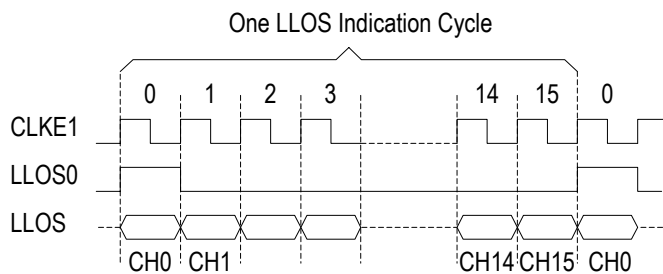 One LLOS Indication Cycle
0 1 2 3 14 15 0
CLKE1
LLOS0
LLOS
CH0 CH1 CH14 CH15 CH0